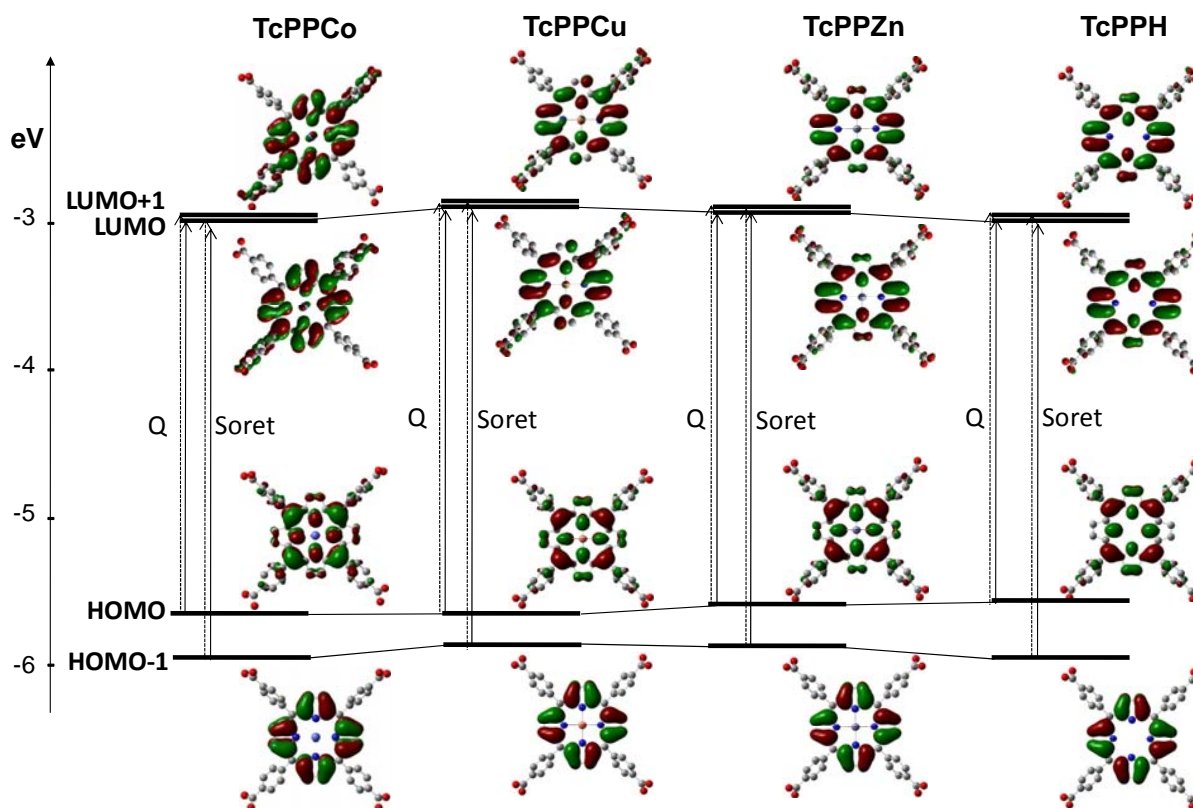 TcPPCo TcPPCu TcPPZn TcPPH
eV
LUMO+1
-3
LUMO
-4
Q Soret Q Soret Q Soret Q Soret
-5
HOMO
HOMO-1
-6